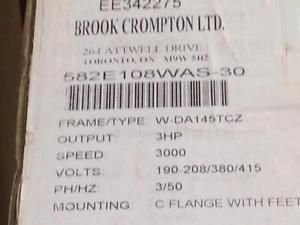 EE342275
BROOK CROMPTON LTD.
264 ATTWELL DRIVE
TORONTO, ON M9W 5B2
582E108WAS-30
FRAME/TYPE: W-DA145TCZ
OUTPUT: 3HP
SPEED: 3000
VOLTS: 190-208/380/415
PH/HZ: 3/50
MOUNTING: C FLANGE WITH FEET